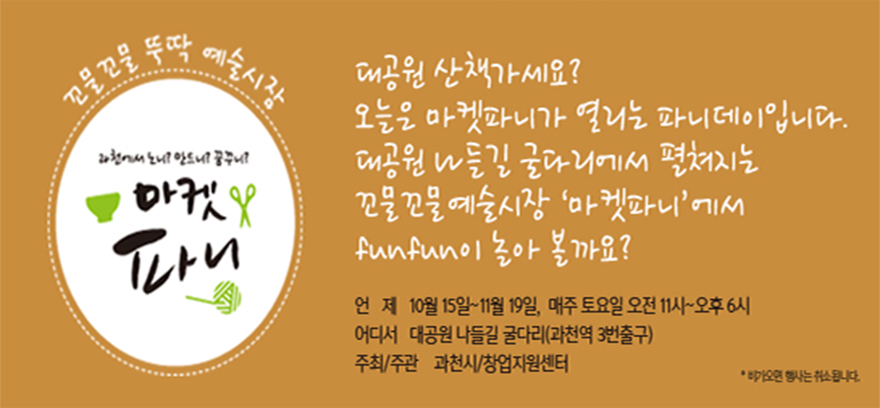 꼬물꼬물 뚝딱 예술시장
과천에서 노니? 만드니? 꿈꾸니?
마켓
파니
대공원 산책가세요?
오늘은 마켓파니가 열리는 파니데이입니다.
대공원 나들길 굴다리에서 펼쳐지는
꼬물꼬물예술시장 ‘마켓파니’에서
funfun이 놀아 볼까요?
언 제 10월 15일~11월 19일, 매주 토요일 오전 11시~오후 6시
어디서 대공원 나들길 굴다리(과천역 3번출구)
주최/주관 과천시/창업지원센터
* 비가오면 행사는 취소됩니다.